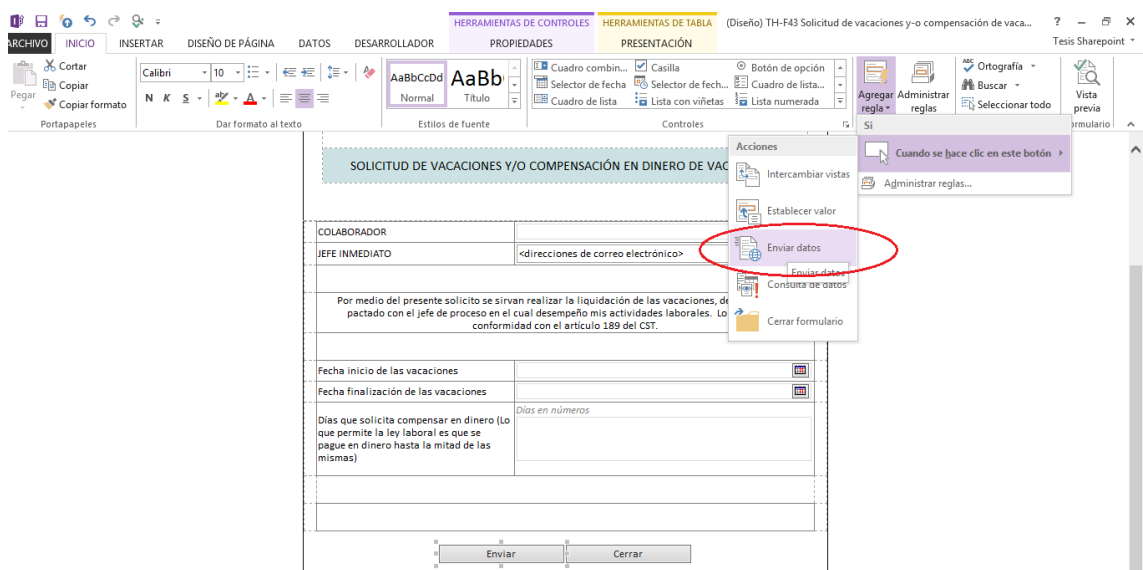 HERRAMIENTAS DE CONTROLES HERRAMIENTAS DE TABLA (Diseño) TH-F43 Solicitud de vacaciones y-o compensación de vaca... ?
ARCHIVO INICIO INSERTAR DISEÑO DE PÁGINA DATOS DESARROLLADOR PROPIEDADES PRESENTACIÓN Tesis Sharepoint
Cortar
Copiar
Copiar formato
Pegar
Portapapeles
Calibri 10
N K S
Dar formato al texto
AaBbCcDd AaBb
Normal Título
Estilos de fuente
Cuadro combin... Casilla Botón de opción
Selector de fecha Selector de fech... Cuadro de lista...
Cuadro de lista Lista con viñetas Lista numerada
Controles
Agregar regla
Administrar reglas
ABC Ortografía
Buscar
Seleccionar todo
Vista previa
Si
Cuando se hace clic en este botón
Administrar reglas...
Acciones
Intercambiar vistas
Establecer valor
Enviar datos
Enviar datos
Consulta de datos
Cerrar formulario
SOLICITUD DE VACACIONES Y/O COMPENSACIÓN EN DINERO DE VAC
COLABORADOR
JEFE INMEDIATO <direcciones de correo electrónico>
Por medio del presente solicito se sirvan realizar la liquidación de las vacaciones, de
pactado con el jefe de proceso en el cual desempeño mis actividades laborales. Lo
conformidad con el artículo 189 del CST.
Fecha inicio de las vacaciones
Fecha finalización de las vacaciones
Días que solicita compensar en dinero (Lo
que permite la ley laboral es que se
pague en dinero hasta la mitad de las
mismas)
Días en números
Enviar Cerrar